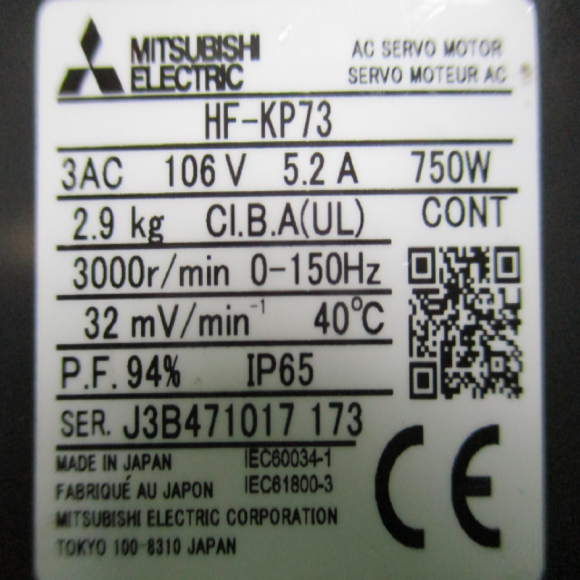 MITSUBISHI
ELECTRIC
AC SERVO MOTOR
SERVO MOTEUR AC
HF-KP73
3AC 106 V 5.2 A 750W
2.9 kg CI.B.A(UL) CONT
3000r/min 0-150Hz
32 mV/min⁻¹ 40℃
P.F. 94% IP65
SER. J3B471017 173
MADE IN JAPAN IEC60034-1
FABRIQUÉ AU JAPON IEC61800-3
MITSUBISHI ELECTRIC CORPORATION
TOKYO 100-8310 JAPAN
CE